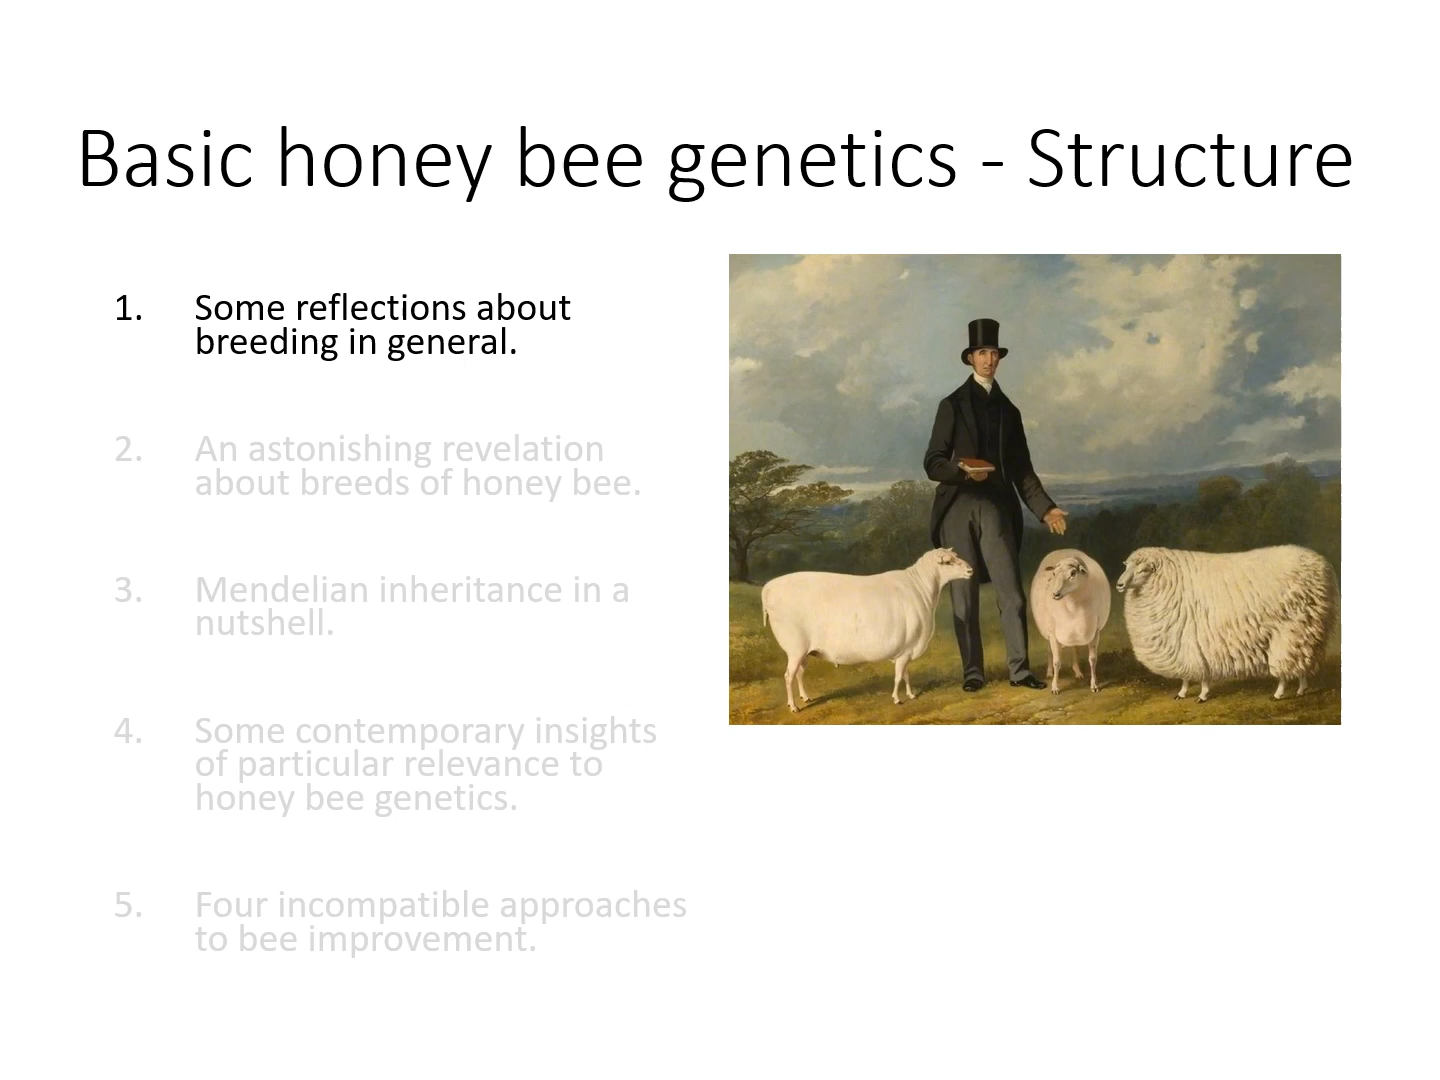 Basic honey bee genetics - Structure
1. Some reflections about
breeding in general.
2. An astonishing revelation
about breeds of honey bee.
3. Mendelian inheritance in a
nutshell.
4. Some contemporary insights
of particular relevance to
honey bee genetics.
5. Four incompatible approaches
to bee improvement.